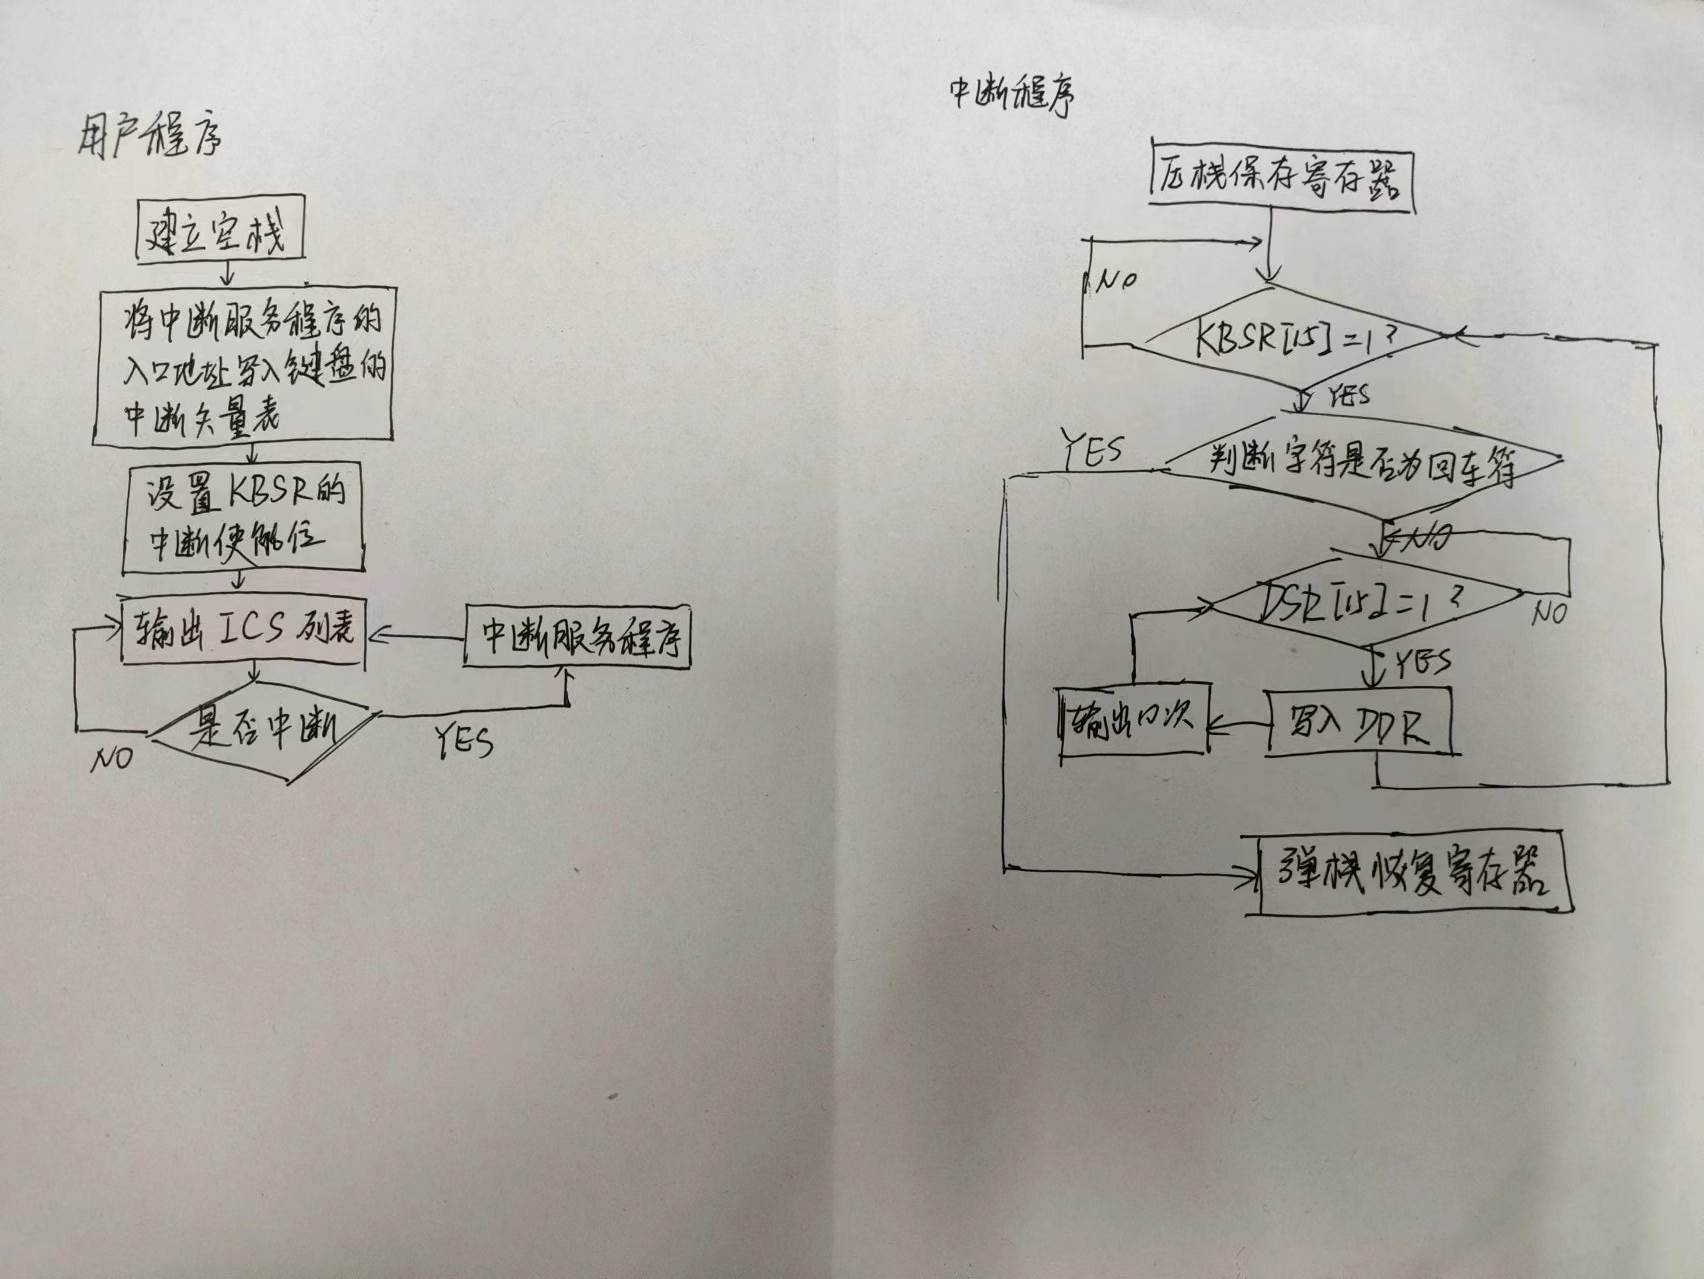 用户程序
建立空栈
将中断服务程序的
入口地址写入键盘的
中断矢量表
设置KBSR的
中断使能位
输出ICS列表
中断服务程序
是否中断
NO
YES
中断程序
压栈保存寄存器
NO
KBSR[15]=1?
YES
YES
判断字符是否为回车符
NO
DSR[15]=1?
NO
YES
输出10次
写入DDR
弹栈恢复寄存器